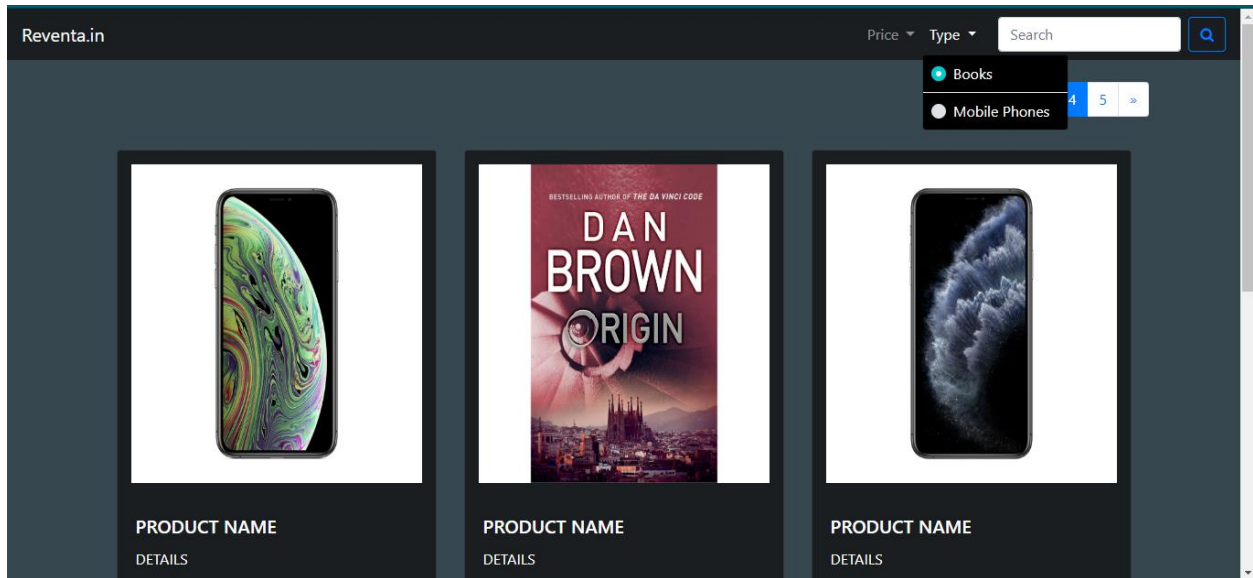 Reventa.in
Price Type Search
Books
Mobile Phones
4 5 »
BESTSELLING AUTHOR OF THE DA VINCI CODE
DAN
BROWN
ORIGIN
PRODUCT NAME PRODUCT NAME PRODUCT NAME
DETAILS DETAILS DETAILS